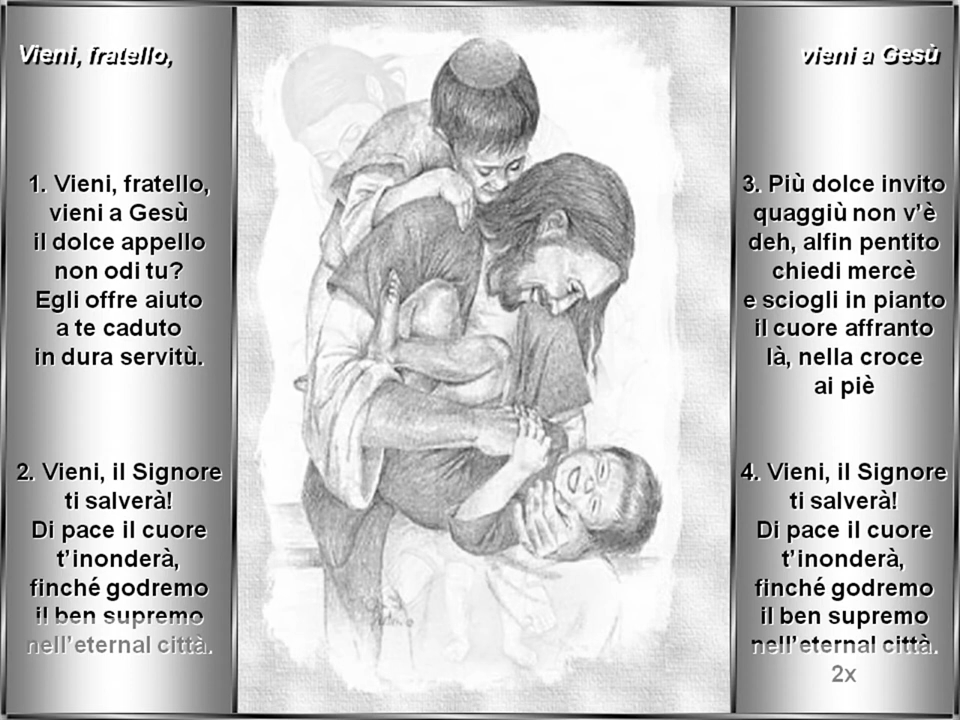 Vieni, fratello,
vieni a Gesù
1. Vieni, fratello,
vieni a Gesù
il dolce appello
non odi tu?
Egli offre aiuto
a te caduto
in dura servitù.
2. Vieni, il Signore
ti salverà!
Di pace il cuore
t’inonderà,
finché godremo
il ben supremo
nell’eternal città.
3. Più dolce invito
quaggiù non v’è
deh, alfin pentito
chiedi mercè
e sciogli in pianto
il cuore affranto
là, nella croce
ai piè
4. Vieni, il Signore
ti salverà!
Di pace il cuore
t’inonderà,
finché godremo
il ben supremo
nell’eternal città.
2x